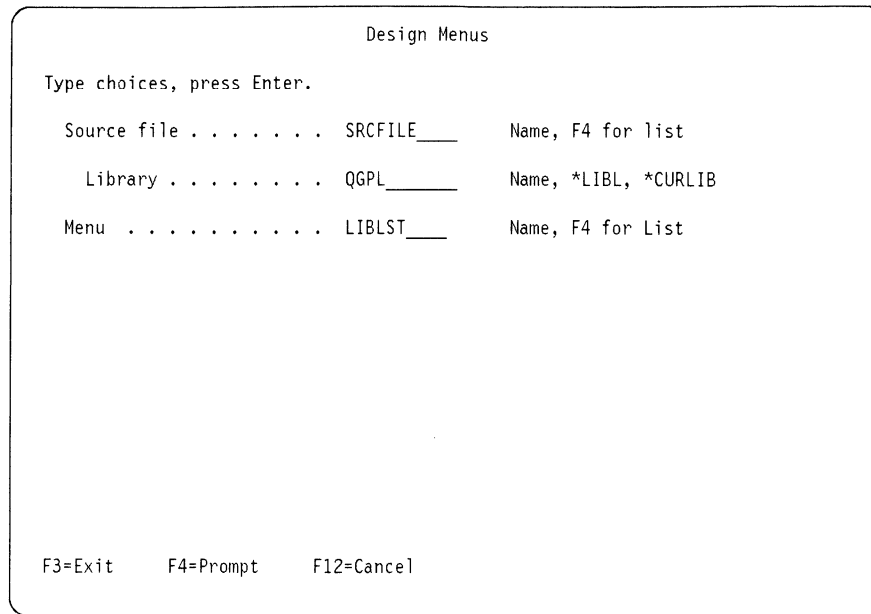 Design Menus
Type choices, press Enter.
Source file . . . . . . . SRCFILE____ Name, F4 for list
Library . . . . . . . . QGPL_______ Name, *LIBL, *CURLIB
Menu . . . . . . . . . . LIBLST____ Name, F4 for List
F3=Exit F4=Prompt F12=Cancel